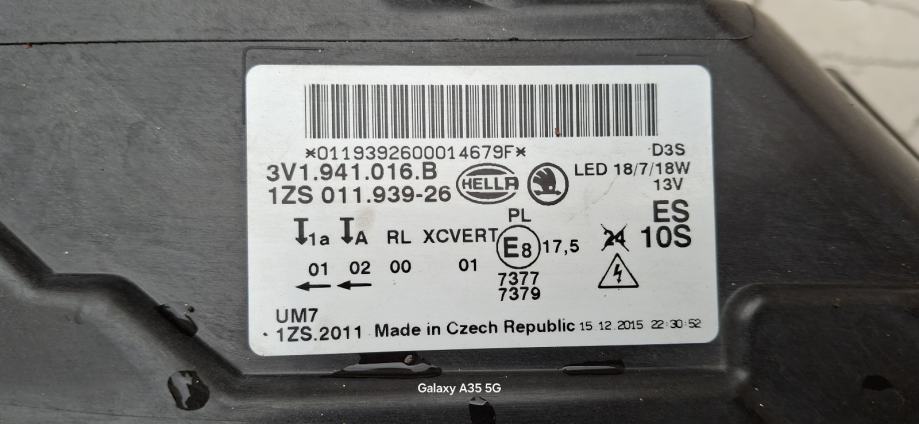 *0119392600014679F*
D3S
3V1.941.016.B
HELLA
LED 18/7/18W
13V
1ZS 011.939-26
PL
ES
1a A RL XCVERT E8 17,5 24 10S
01 02 00 01
7377
7379
UM7
1ZS.2011 Made in Czech Republic 15 12.2015 22:30:52
Galaxy A35 5G